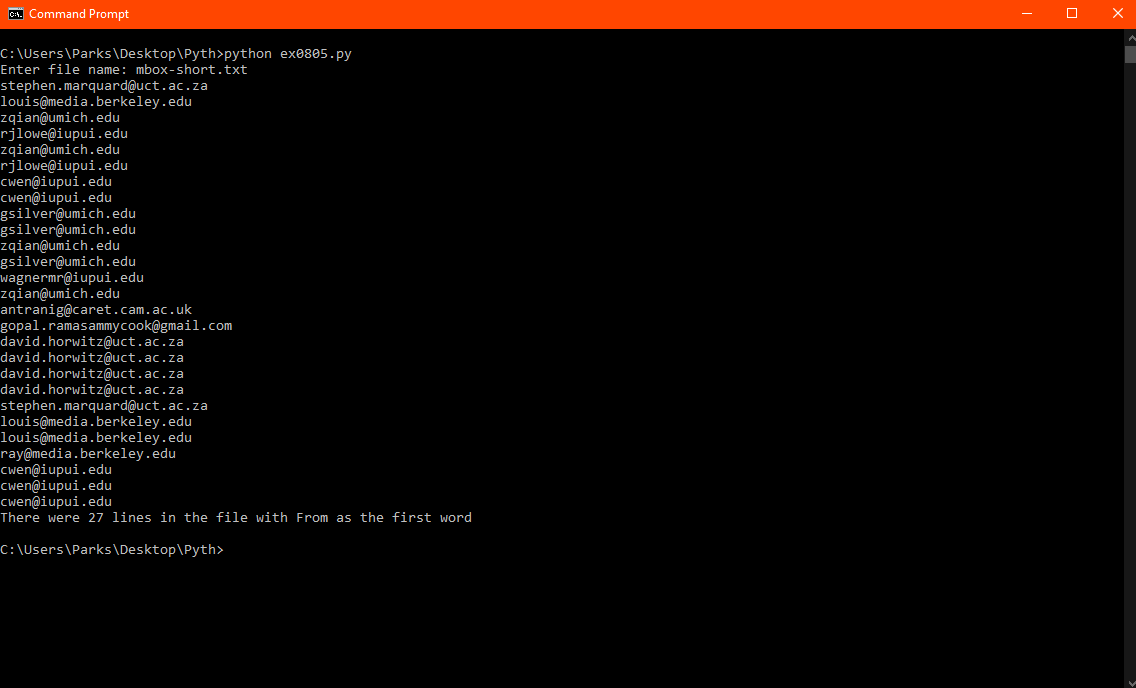 Command Prompt
C:\Users\Parks\Desktop\Pyth>python ex0805.py
Enter file name: mbox-short.txt
stephen.marquard@uct.ac.za
louis@media.berkeley.edu
zqian@umich.edu
rjlowe@iupui.edu
zqian@umich.edu
rjlowe@iupui.edu
cwen@iupui.edu
cwen@iupui.edu
gsilver@umich.edu
gsilver@umich.edu
zqian@umich.edu
gsilver@umich.edu
wagnermr@iupui.edu
zqian@umich.edu
antranig@caret.cam.ac.uk
gopal.ramasammycook@gmail.com
david.horwitz@uct.ac.za
david.horwitz@uct.ac.za
david.horwitz@uct.ac.za
david.horwitz@uct.ac.za
stephen.marquard@uct.ac.za
louis@media.berkeley.edu
louis@media.berkeley.edu
ray@media.berkeley.edu
cwen@iupui.edu
cwen@iupui.edu
cwen@iupui.edu
There were 27 lines in the file with From as the first word
C:\Users\Parks\Desktop\Pyth>